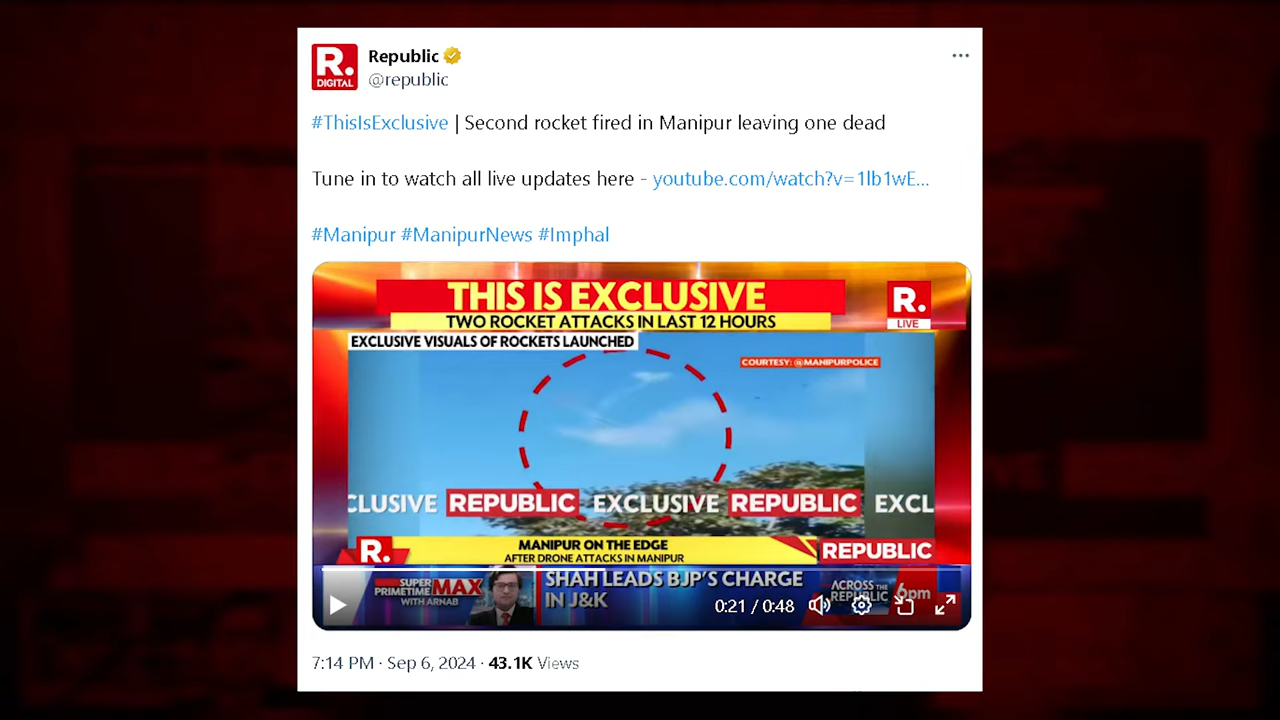 R.
DIGITAL
Republic
@republic
#ThisIsExclusive | Second rocket fired in Manipur leaving one dead
Tune in to watch all live updates here - youtube.com/watch?v=1lb1wE...
#Manipur #ManipurNews #Imphal
THIS IS EXCLUSIVE
TWO ROCKET ATTACKS IN LAST 12 HOURS
R.
LIVE
EXCLUSIVE VISUALS OF ROCKETS LAUNCHED
COURTESY: @MANIPURPOLICE
CLUSIVE REPUBLIC EXCLUSIVE REPUBLIC EXCL
R.
MANIPUR ON THE EDGE
AFTER DRONE ATTACKS IN MANIPUR
REPUBLIC
SUPER PRIMETIME MAX
WITH ARNAB
SHAH LEADS BJP'S CHARGE
IN J&K
ACROSS THE
REPUBLIC
6pm
0:21 / 0:48
7:14 PM · Sep 6, 2024 · 43.1K Views